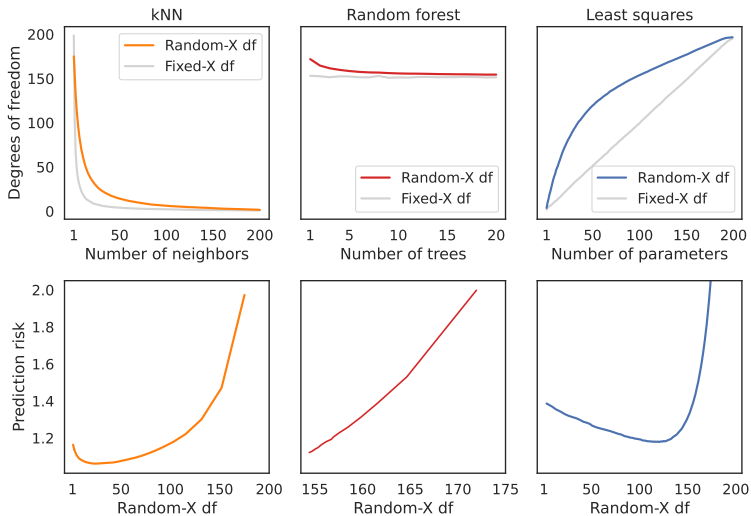 kNN
Random forest
Least squares
Degrees of freedom
200
150
100
50
0
Random-X df
Fixed-X df
Random-X df
Fixed-X df
Random-X df
Fixed-X df
1 50 100 150 200
1 5 10 15 20
1 50 100 150 200
Number of neighbors
Number of trees
Number of parameters
Prediction risk
2.0
1.8
1.6
1.4
1.2
1 50 100 150 200
155 160 165 170 175
1 50 100 150 200
Random-X df
Random-X df
Random-X df